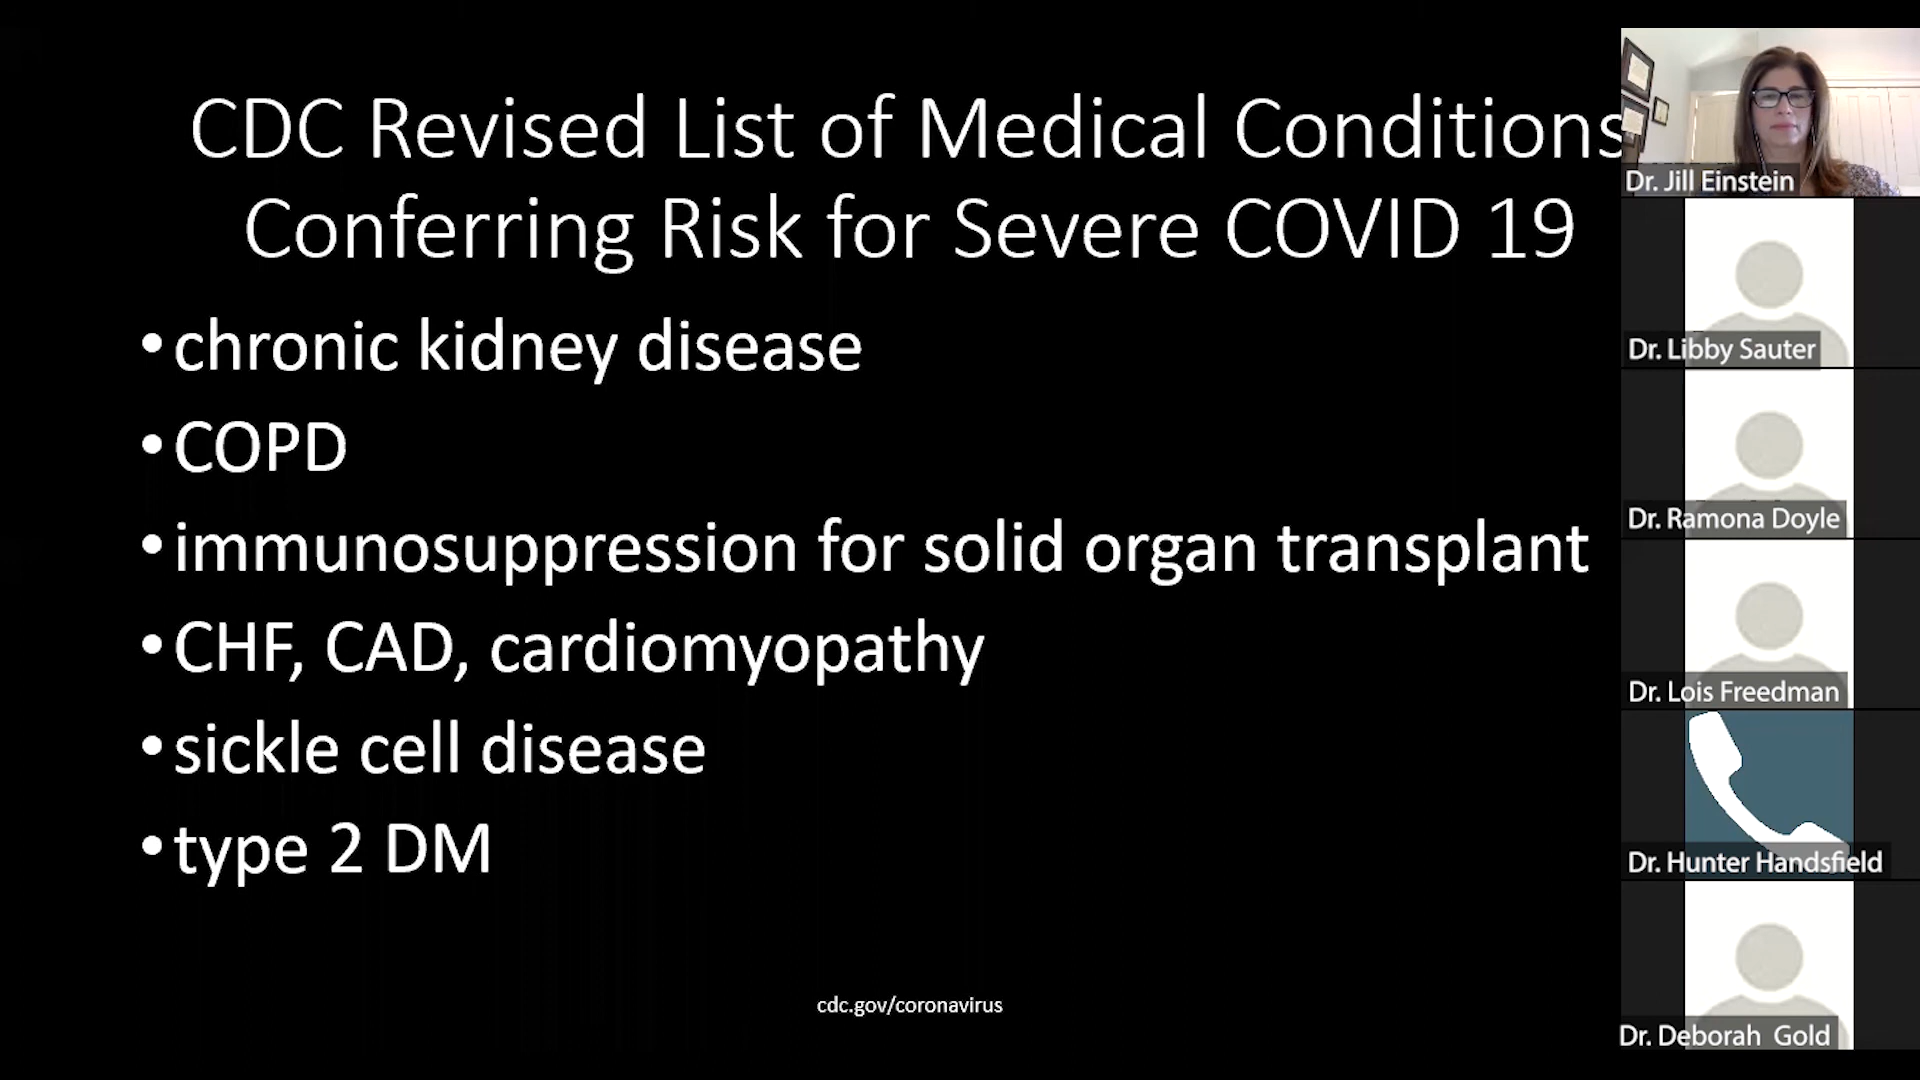 CDC Revised List of Medical Conditions
Conferring Risk for Severe COVID 19
• chronic kidney disease
• COPD
• immunosuppression for solid organ transplant
• CHF, CAD, cardiomyopathy
• sickle cell disease
• type 2 DM
cdc.gov/coronavirus
Dr. Jill Einstein
Dr. Libby Sauter
Dr. Ramona Doyle
Dr. Lois Freedman
Dr. Hunter Handsfield
Dr. Deborah Gold